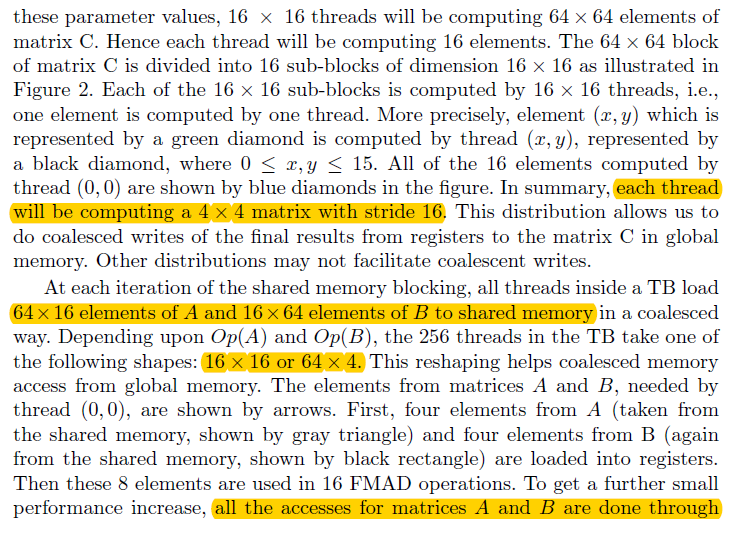 these parameter values, 16 × 16 threads will be computing 64 × 64 elements of
matrix C. Hence each thread will be computing 16 elements. The 64 × 64 block
of matrix C is divided into 16 sub-blocks of dimension 16 × 16 as illustrated in
Figure 2. Each of the 16 × 16 sub-blocks is computed by 16 × 16 threads, i.e.,
one element is computed by one thread. More precisely, element (x, y) which is
represented by a green diamond is computed by thread (x, y), represented by
a black diamond, where 0 ≤ x, y ≤ 15. All of the 16 elements computed by
thread (0, 0) are shown by blue diamonds in the figure. In summary, each thread
will be computing a 4 × 4 matrix with stride 16. This distribution allows us to
do coalesced writes of the final results from registers to the matrix C in global
memory. Other distributions may not facilitate coalescent writes.
At each iteration of the shared memory blocking, all threads inside a TB load
64 × 16 elements of A and 16 × 64 elements of B to shared memory in a coalesced
way. Depending upon Op(A) and Op(B), the 256 threads in the TB take one of
the following shapes: 16 × 16 or 64 × 4. This reshaping helps coalesced memory
access from global memory. The elements from matrices A and B, needed by
thread (0, 0), are shown by arrows. First, four elements from A (taken from
the shared memory, shown by gray triangle) and four elements from B (again
from the shared memory, shown by black rectangle) are loaded into registers.
Then these 8 elements are used in 16 FMAD operations. To get a further small
performance increase, all the accesses for matrices A and B are done through